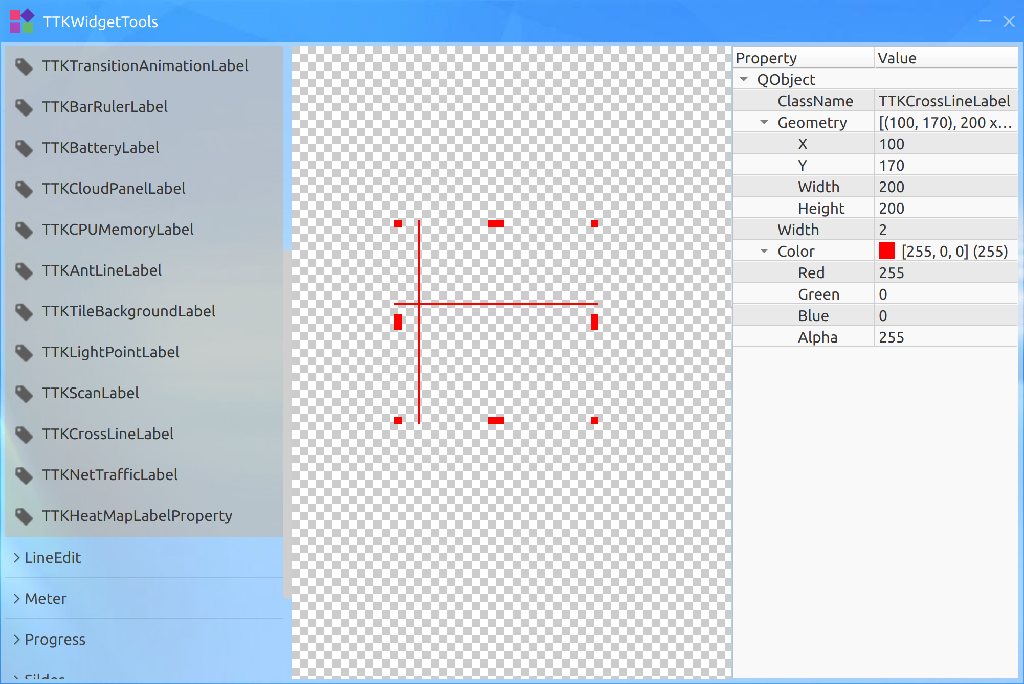 TTKWidgetTools
TTKTransitionAnimationLabel
TTKBarRulerLabel
TTKBatteryLabel
TTKCloudPanelLabel
TTKCPUMemoryLabel
TTKAntLineLabel
TTKTileBackgroundLabel
TTKLightPointLabel
TTKScanLabel
TTKCrossLineLabel
TTKNetTrafficLabel
TTKHeatMapLabelProperty
LineEdit
Meter
Progress
Property Value
QObject
ClassName TTKCrossLineLabel
Geometry [(100, 170), 200 x...
X 100
Y 170
Width 200
Height 200
Width 2
Color [255, 0, 0] (255)
Red 255
Green 0
Blue 0
Alpha 255